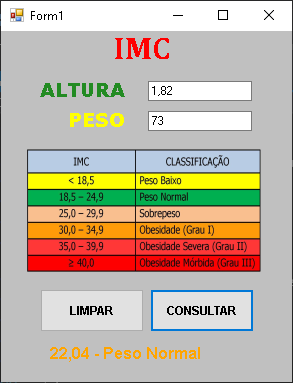 Form1
IMC
ALTURA 1,82
PESO 73
IMC CLASSIFICAÇÃO
< 18,5 Peso Baixo
18,5 – 24,9 Peso Normal
25,0 – 29,9 Sobrepeso
30,0 – 34,9 Obesidade (Grau I)
35,0 – 39,9 Obesidade Severa (Grau II)
≥ 40,0 Obesidade Mórbida (Grau III)
LIMPAR CONSULTAR
22,04 - Peso Normal